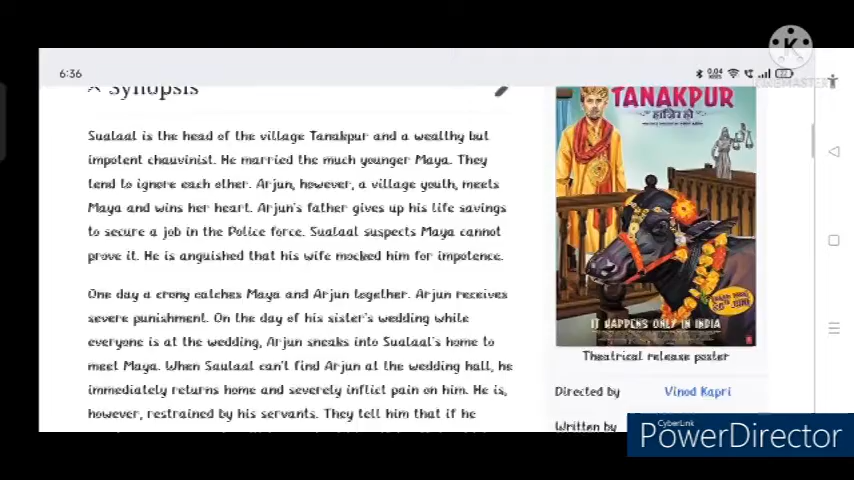 6:36
0.04
22
KINEMASTER
Synopsis
Sualaal is the head of the village Tanakpur and a wealthy but
impotent chauvinist. He married the much younger Maya. They
tend to ignore each other. Arjun, however, a village youth, meets
Maya and wins her heart. Arjun's father gives up his life savings
to secure a job in the Police force. Sualaal suspects Maya cannot
prove it. He is anguished that his wife mocked him for impotence.
One day a crony catches Maya and Arjun together. Arjun receives
severe punishment. On the day of his sister's wedding while
everyone is at the wedding, Arjun sneaks into Sualaal's home to
meet Maya. When Saulaal can't find Arjun at the wedding hall, he
immediately returns home and severely inflict pain on him. He is,
however, restrained by his servants. They tell him that if he
TANAKPUR
हाज़िर हो
IT HAPPENS ONLY IN INDIA
Theatrical release poster
Directed by
Vinod Kapri
Written by
CyberLink
PowerDirector